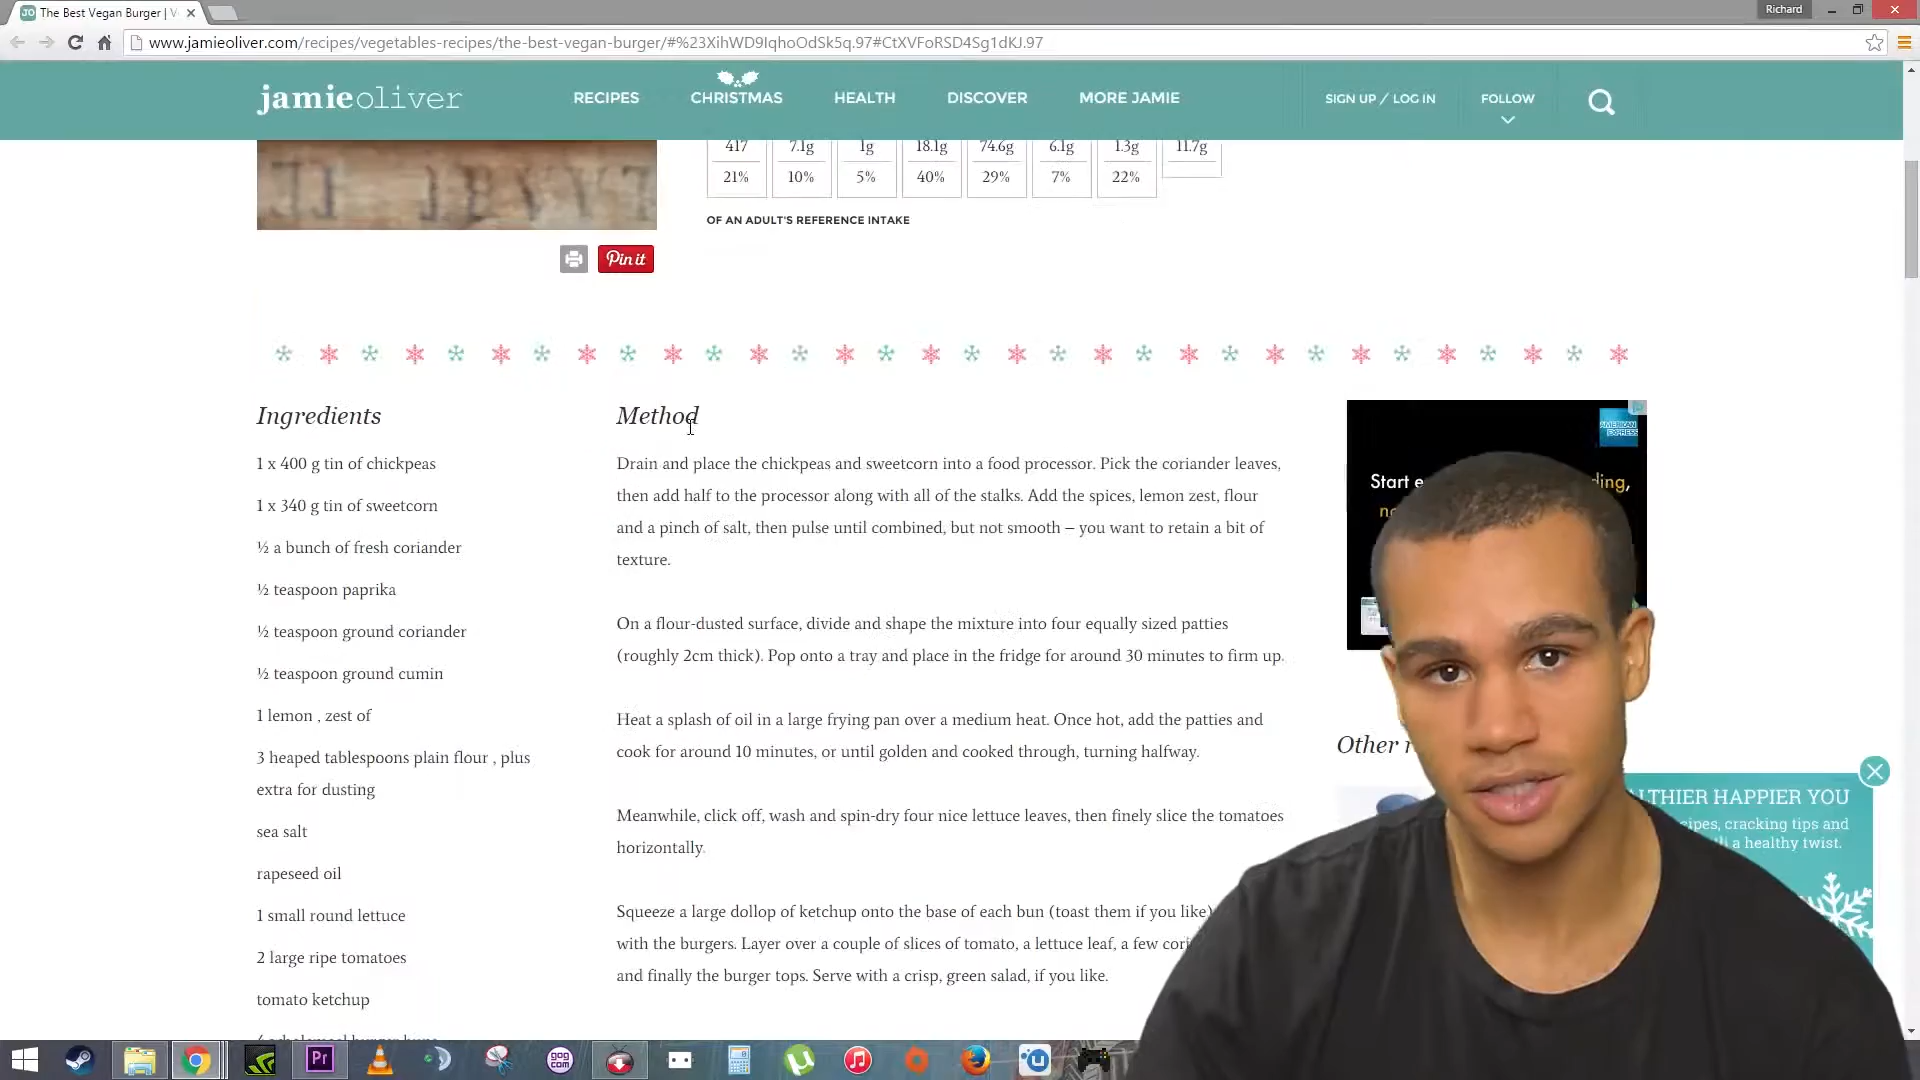 The Best Vegan Burger | V
Richard
www.jamieoliver.com/recipes/vegetables-recipes/the-best-vegan-burger/#%23XihWD9IqhoOdSk5q.97#CtXVFoRSD4Sg1dKJ.97
jamieoliver
RECIPES
CHRISTMAS
HEALTH
DISCOVER
MORE JAMIE
SIGN UP / LOG IN
FOLLOW
417 7.1g 1g 18.1g 74.6g 6.1g 1.3g 11.7g
21% 10% 5% 40% 29% 7% 22%
OF AN ADULT'S REFERENCE INTAKE
Pin it
Ingredients
1 x 400 g tin of chickpeas
1 x 340 g tin of sweetcorn
½ a bunch of fresh coriander
½ teaspoon paprika
½ teaspoon ground coriander
½ teaspoon ground cumin
1 lemon , zest of
3 heaped tablespoons plain flour , plus
extra for dusting
sea salt
rapeseed oil
1 small round lettuce
2 large ripe tomatoes
tomato ketchup
Method
Drain and place the chickpeas and sweetcorn into a food processor. Pick the coriander leaves,
then add half to the processor along with all of the stalks. Add the spices, lemon zest, flour
and a pinch of salt, then pulse until combined, but not smooth – you want to retain a bit of
texture.
On a flour-dusted surface, divide and shape the mixture into four equally sized patties
(roughly 2cm thick). Pop onto a tray and place in the fridge for around 30 minutes to firm up.
Heat a splash of oil in a large frying pan over a medium heat. Once hot, add the patties and
cook for around 10 minutes, or until golden and cooked through, turning halfway.
Meanwhile, click off, wash and spin-dry four nice lettuce leaves, then finely slice the tomatoes
horizontally.
Squeeze a large dollop of ketchup onto the base of each bun (toast them if you like)
with the burgers. Layer over a couple of slices of tomato, a lettuce leaf, a few cor
and finally the burger tops. Serve with a crisp, green salad, if you like.
AMERICAN EXPRESS
Start e ding,
Other r
LTHIER HAPPIER YOU
cipes, cracking tips and
a healthy twist.
Pr
gog
com